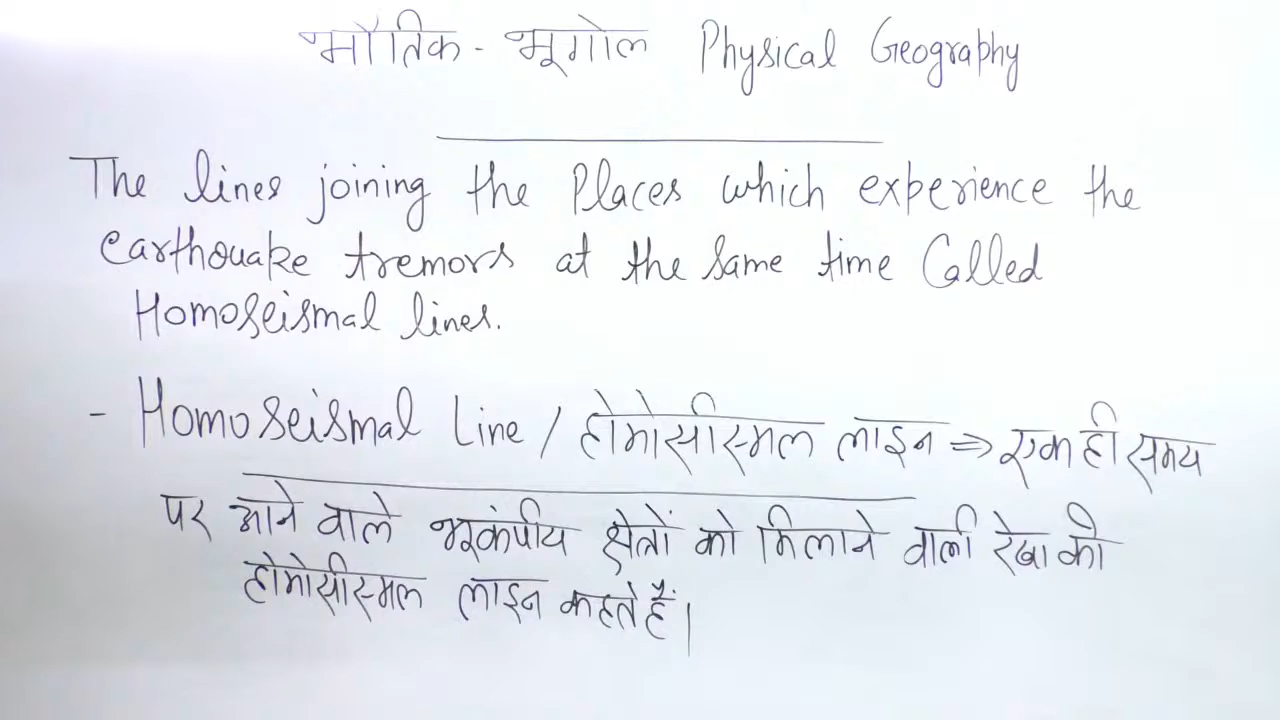 भौतिक - भूगोल Physical Geography
The lines joining the Places which experience the
earthouake tremors at the same time Called
Homoseismal lines.
- Homoseismal Line / होमोसीस्मल लाइन ⇒ एक ही समय
पर आने वाले भूकंपीय क्षेत्रों को मिलाने वाली रेखा को
होमोसीस्मल लाइन कहते हैं।